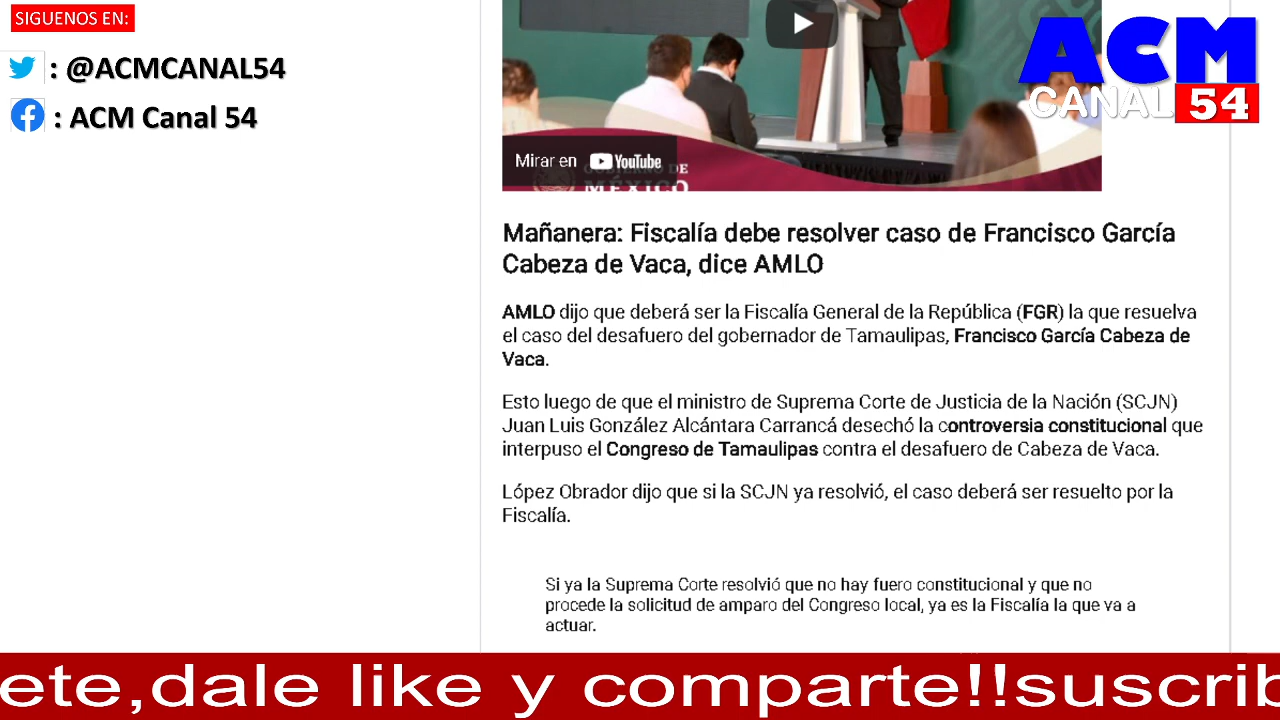 SIGUENOS EN:
: @ACMCANAL54
: ACM Canal 54
ACM
CANAL 54
Mirar en YouTube
GOBIERNO DE
MÉXICO
Mañanera: Fiscalía debe resolver caso de Francisco García
Cabeza de Vaca, dice AMLO
AMLO dijo que deberá ser la Fiscalía General de la República (FGR) la que resuelva
el caso del desafuero del gobernador de Tamaulipas, Francisco García Cabeza de
Vaca.
Esto luego de que el ministro de Suprema Corte de Justicia de la Nación (SCJN)
Juan Luis González Alcántara Carrancá desechó la controversia constitucional que
interpuso el Congreso de Tamaulipas contra el desafuero de Cabeza de Vaca.
López Obrador dijo que si la SCJN ya resolvió, el caso deberá ser resuelto por la
Fiscalía.
Si ya la Suprema Corte resolvió que no hay fuero constitucional y que no
procede la solicitud de amparo del Congreso local, ya es la Fiscalía la que va a
actuar.
ete,dale like y comparte!!suscrib